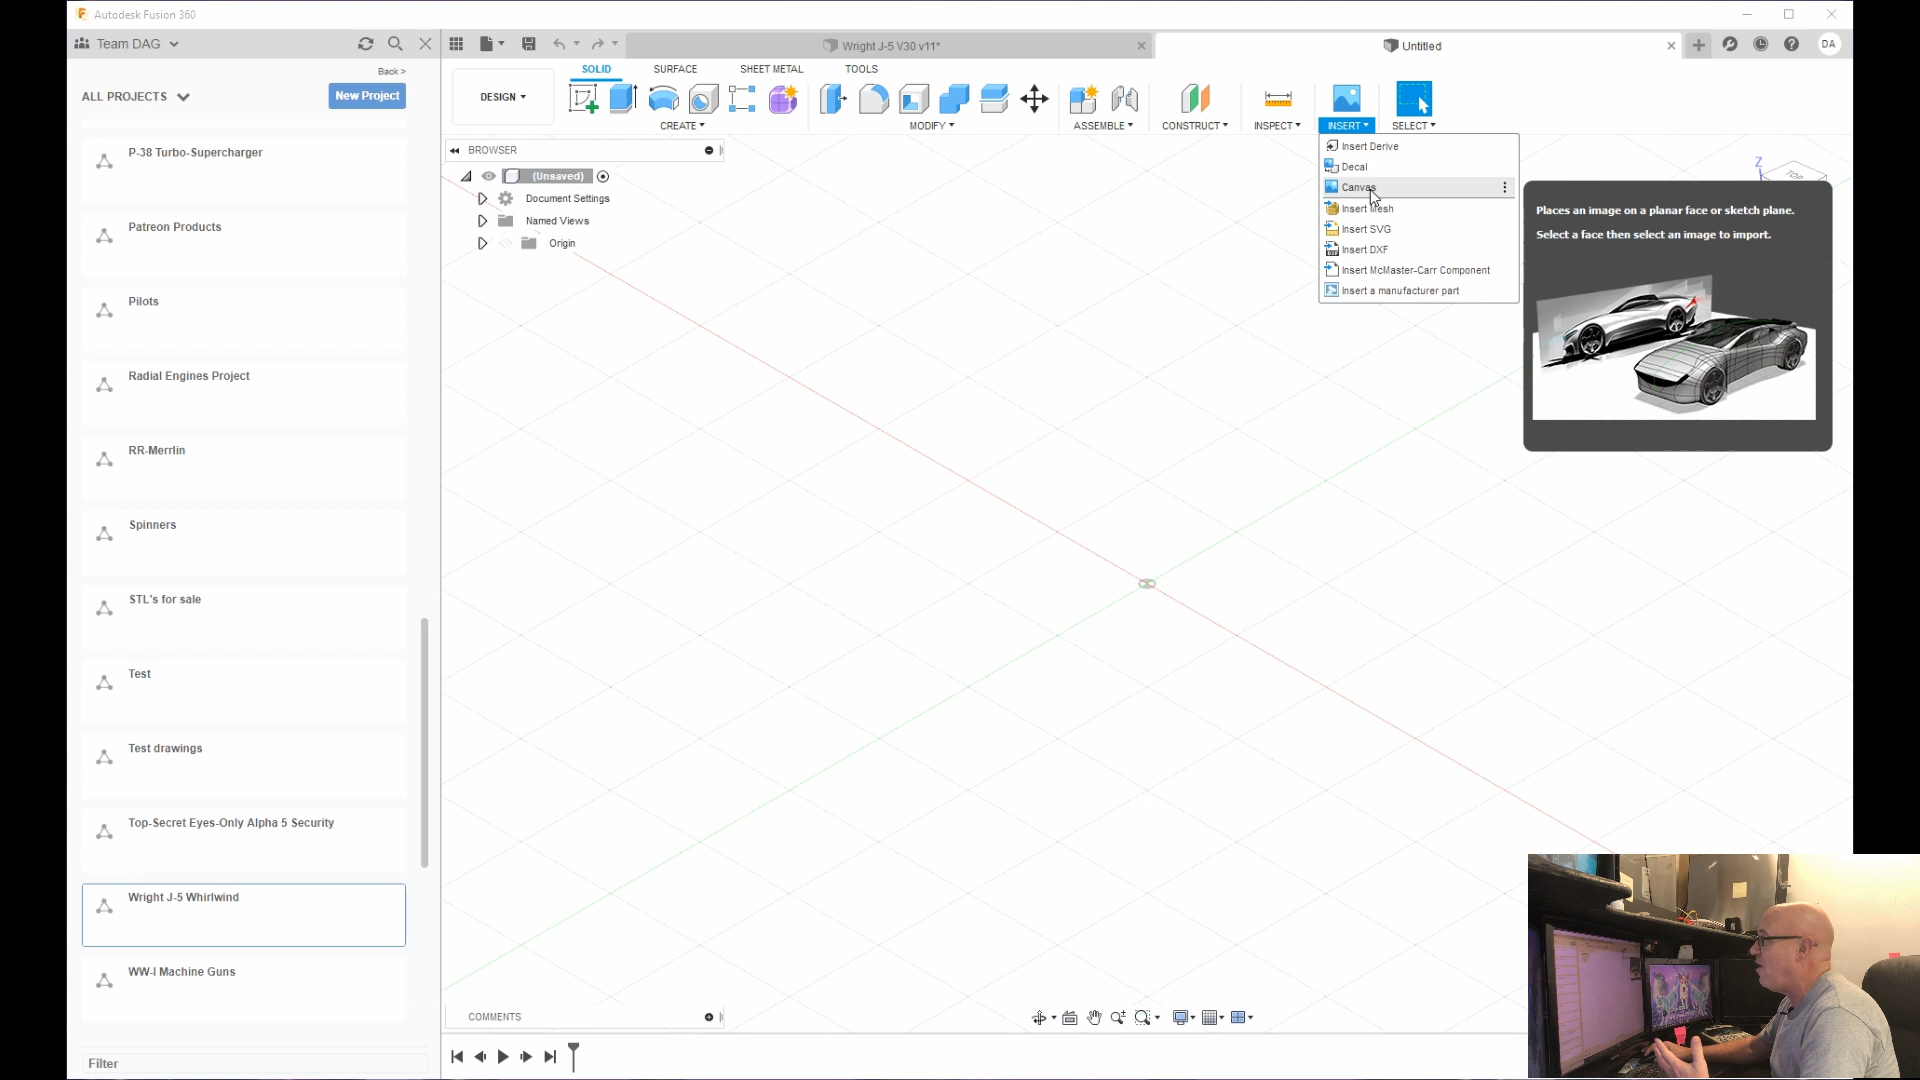 Autodesk Fusion 360
Team DAG
Wright J-5 V30 v11*
Untitled
DA
Back >
ALL PROJECTS
New Project
P-38 Turbo-Supercharger
Patreon Products
Pilots
Radial Engines Project
RR-Merrlin
Spinners
STL's for sale
Test
Test drawings
Top-Secret Eyes-Only Alpha 5 Security
Wright J-5 Whirlwind
WW-I Machine Guns
Filter
SOLID
SURFACE
SHEET METAL
TOOLS
DESIGN
CREATE
MODIFY
ASSEMBLE
CONSTRUCT
INSPECT
INSERT
SELECT
BROWSER
(Unsaved)
Document Settings
Named Views
Origin
Insert Derive
Decal
Canvas
Insert Mesh
Insert SVG
Insert DXF
Insert McMaster-Carr Component
Insert a manufacturer part
Z
TOP
Places an image on a planar face or sketch plane.
Select a face then select an image to import.
COMMENTS